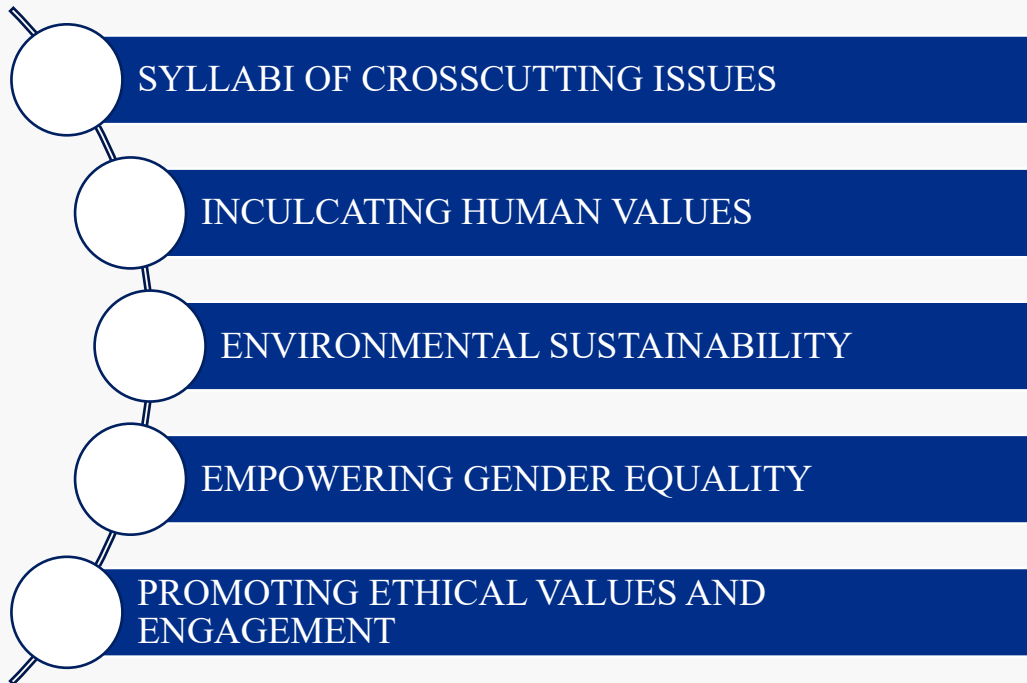 SYLLABI OF CROSSCUTTING ISSUES
INCULCATING HUMAN VALUES
ENVIRONMENTAL SUSTAINABILITY
EMPOWERING GENDER EQUALITY
PROMOTING ETHICAL VALUES AND
ENGAGEMENT